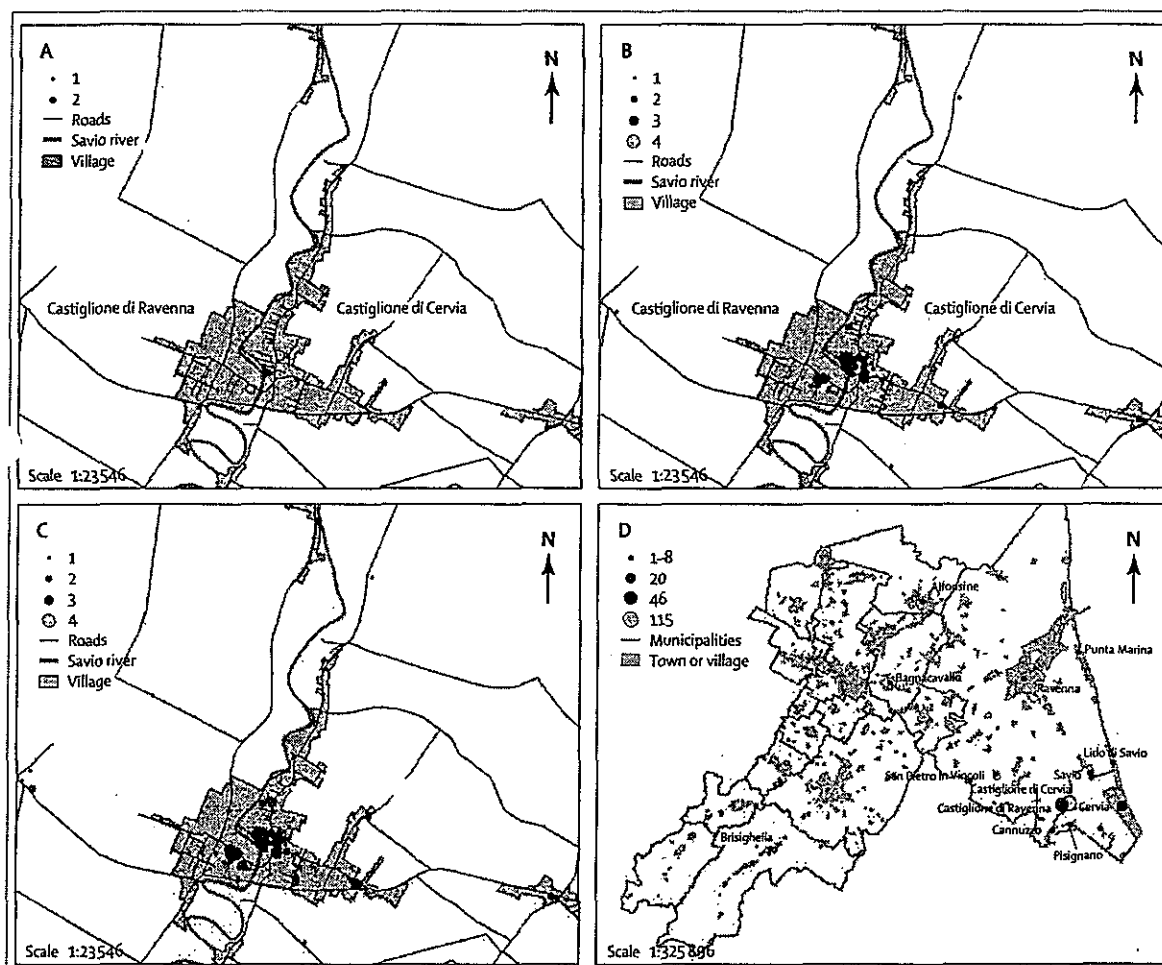 A
N
1
2
Roads
Savio river
Village
Castiglione di Ravenna
Castiglione di Cervia
Scale 1:23546
B
N
1
2
3
4
Roads
Savio river
Village
Castiglione di Ravenna
Castiglione di Cervia
Scale 1:23546
C
N
1
2
3
4
Roads
Savio river
Village
Scale 1:23546
D
N
1-8
20
46
115
Municipalities
Town or village
Alfonsine
Punta Marina
Bagnacavallo
Ravenna
Lido di Savio
San Pietro in Vincoli
Savio
Castiglione di Cervia
Castiglione di Ravenna
Cervia
Cannuzzo
Brisighella
Pisignano
Scale 1:325 896